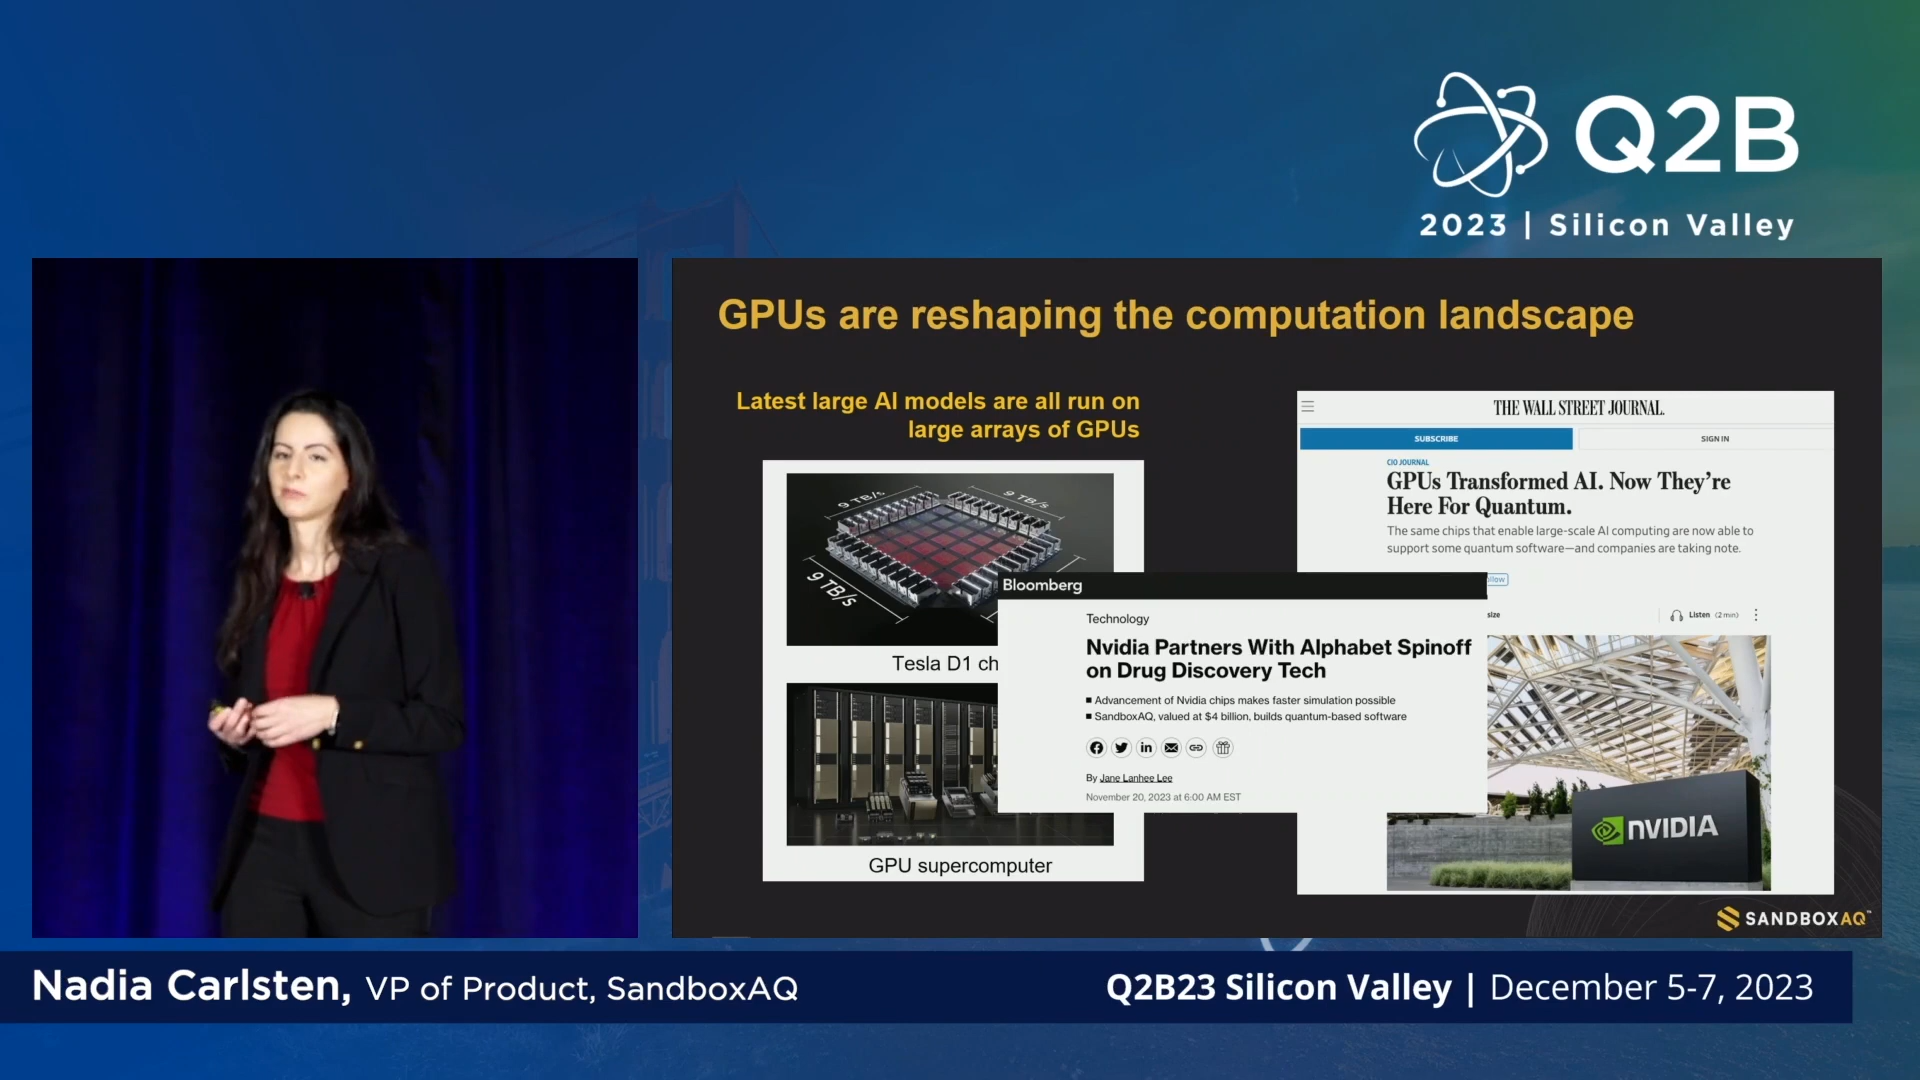 Q2B
2023 | Silicon Valley
GPUs are reshaping the computation landscape
Latest large AI models are all run on
large arrays of GPUs
9 TB/s
9 TB/s
9 TB/s
Tesla D1 ch
GPU supercomputer
Bloomberg
Technology
Nvidia Partners With Alphabet Spinoff
on Drug Discovery Tech
■ Advancement of Nvidia chips makes faster simulation possible
■ SandboxAQ, valued at $4 billion, builds quantum-based software
By Jane Lanhee Lee
November 20, 2023 at 6:00 AM EST
THE WALL STREET JOURNAL.
SUBSCRIBE
SIGN IN
CIO JOURNAL
GPUs Transformed AI. Now They're
Here For Quantum.
The same chips that enable large-scale AI computing are now able to
support some quantum software—and companies are taking note.
ollow
size
Listen (2 min)
NVIDIA
SANDBOXAQ™
Nadia Carlsten, VP of Product, SandboxAQ
Q2B23 Silicon Valley | December 5-7, 2023